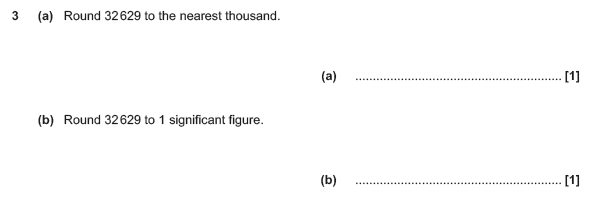 3 (a) Round 32 629 to the nearest thousand.
(a) ............................................................ [1]
(b) Round 32 629 to 1 significant figure.
(b) ............................................................ [1]